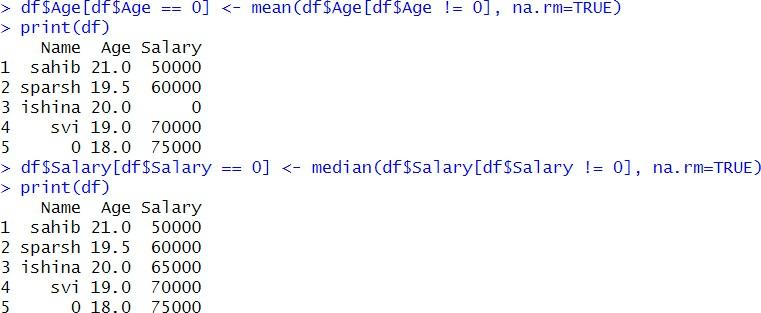 > df$Age[df$Age == 0] <- mean(df$Age[df$Age != 0], na.rm=TRUE)
> print(df)
    Name  Age Salary
1  sahib 21.0  50000
2 sparsh 19.5  60000
3 ishina 20.0      0
4    svi 19.0  70000
5      0 18.0  75000
> df$Salary[df$Salary == 0] <- median(df$Salary[df$Salary != 0], na.rm=TRUE)
> print(df)
    Name  Age Salary
1  sahib 21.0  50000
2 sparsh 19.5  60000
3 ishina 20.0  65000
4    svi 19.0  70000
5      0 18.0  75000